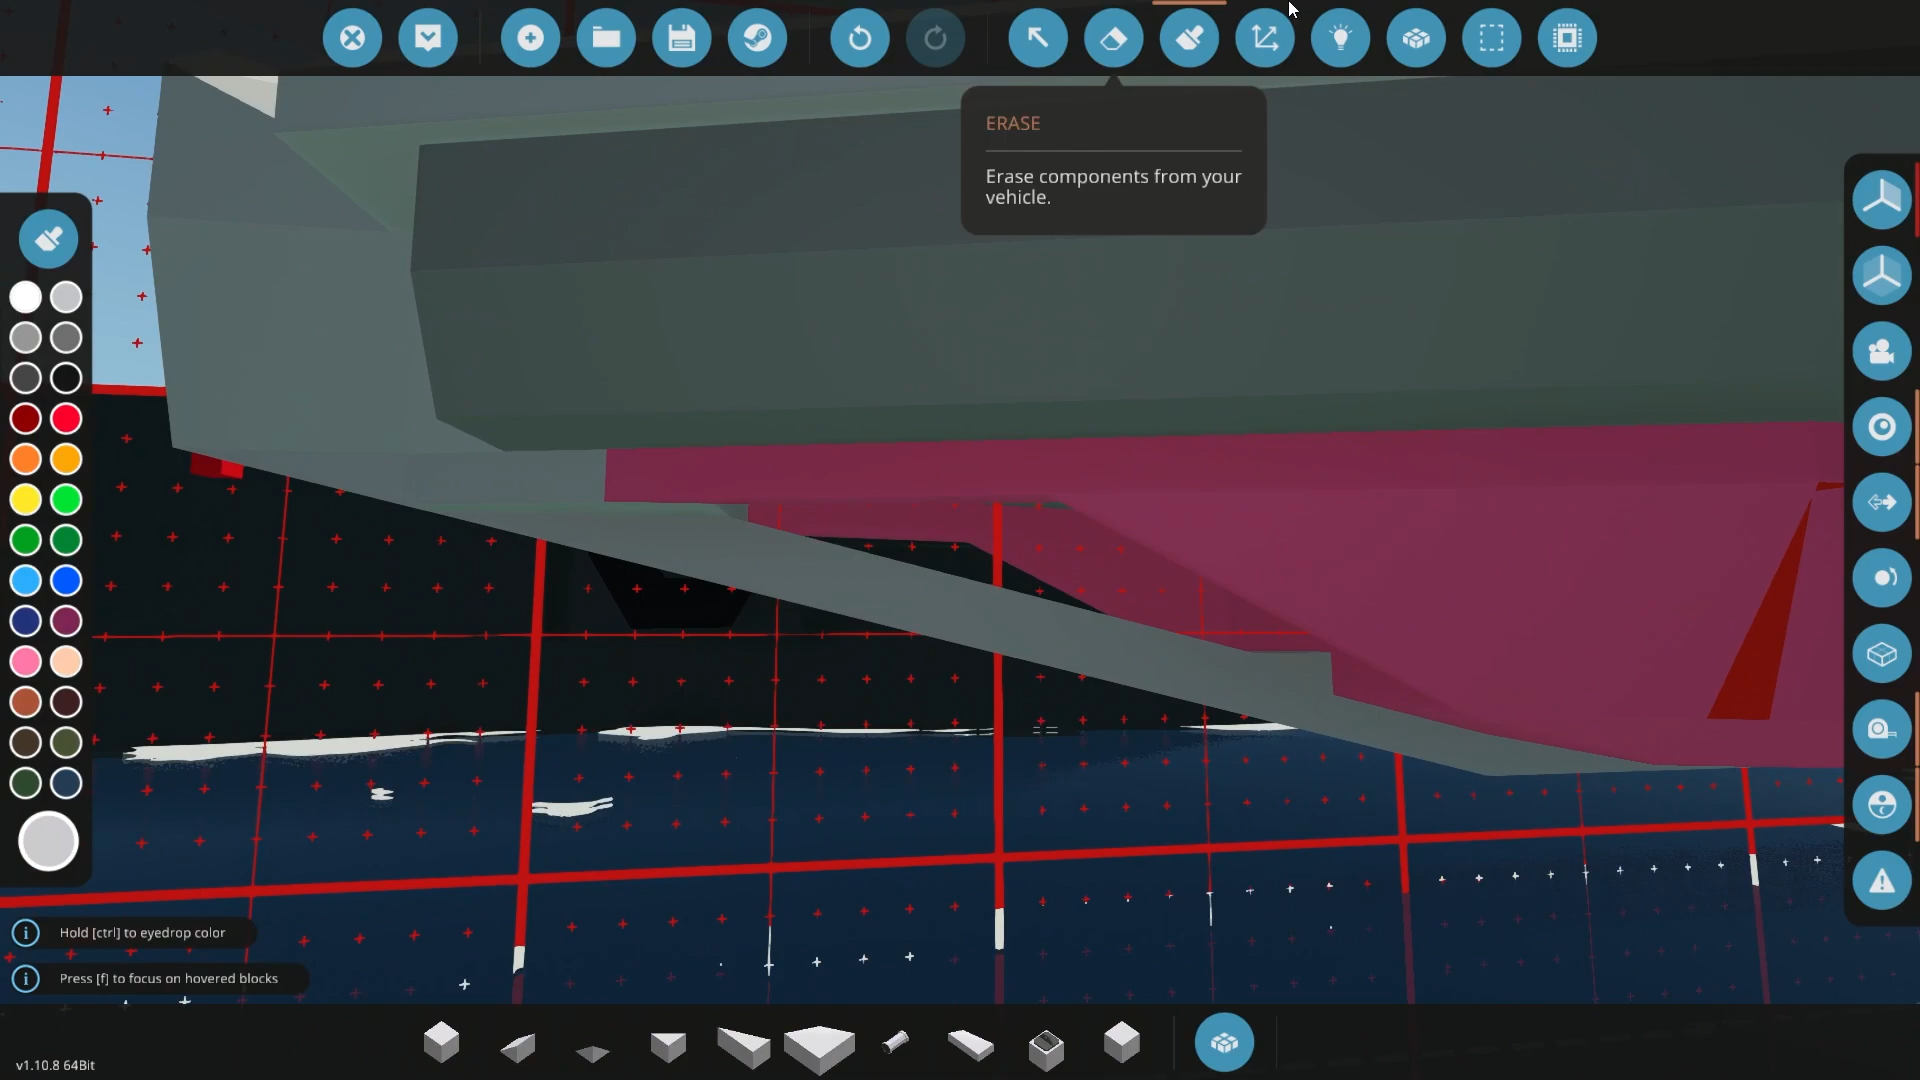 ERASE
Erase components from your
vehicle.
Hold [ctrl] to eyedrop color
Press [f] to focus on hovered blocks
v1.10.8 64Bit